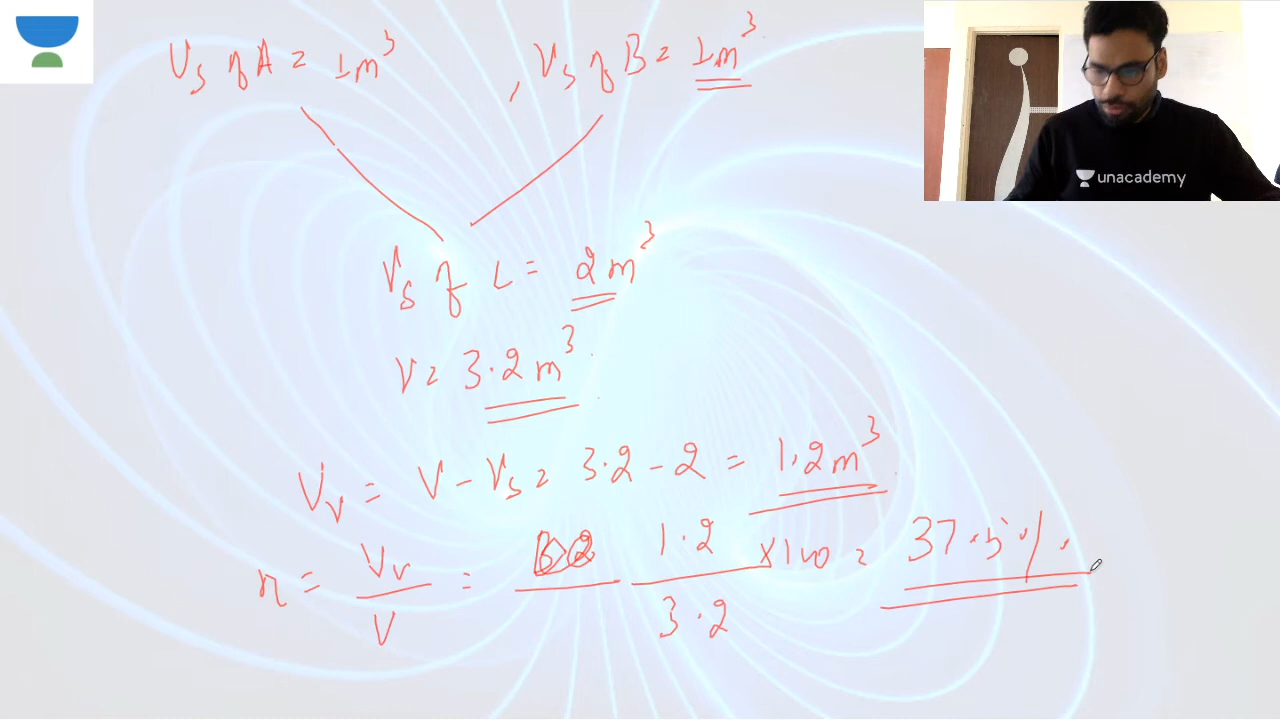 Vs of A = 1m³, Vs of B = 1m³
Vs of C = 2m³
V = 3.2m³
Vv = V - Vs = 3.2 - 2 = 1.2m³
n = Vv/V = 1.2/3.2 x100 = 37.5%
unacademy